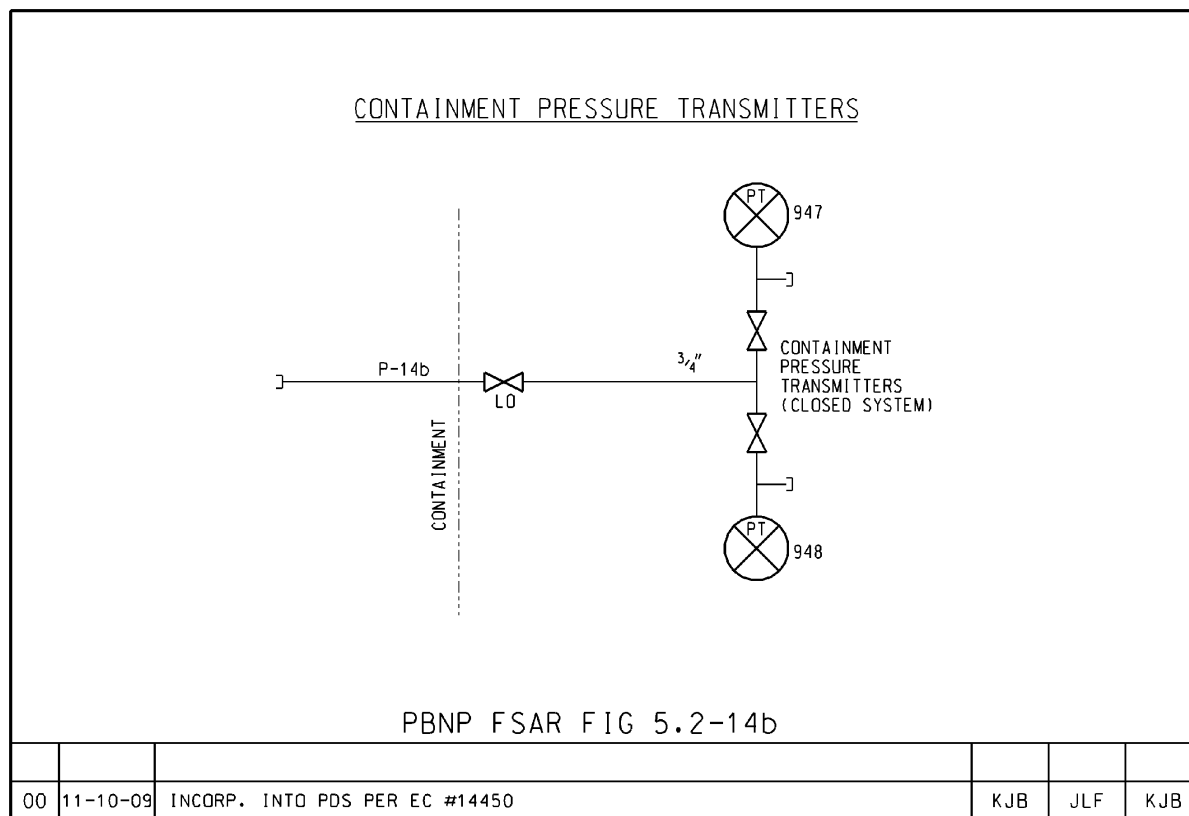 CONTAINMENT PRESSURE TRANSMITTERS
PT
947
P-14b
3/4"
LO
CONTAINMENT
CONTAINMENT
PRESSURE
TRANSMITTERS
(CLOSED SYSTEM)
PT
948
PBNP FSAR FIG 5.2-14b
00 11-10-09 INCORP. INTO PDS PER EC #14450 KJB JLF KJB